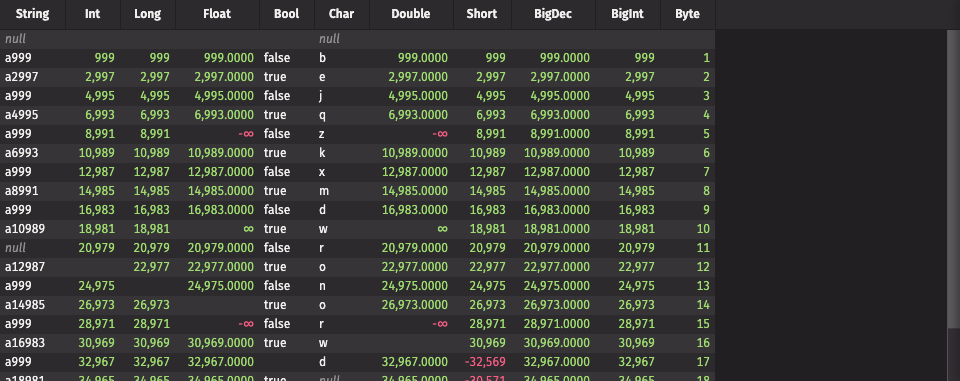 String Int Long Float Bool Char Double Short BigDec BigInt Byte
null null
a999 999 999 999.0000 false b 999.0000 999 999.0000 999 1
a2997 2,997 2,997 2,997.0000 true e 2,997.0000 2,997 2,997.0000 2,997 2
a999 4,995 4,995 4,995.0000 false j 4,995.0000 4,995 4,995.0000 4,995 3
a4995 6,993 6,993 6,993.0000 true q 6,993.0000 6,993 6,993.0000 6,993 4
a999 8,991 8,991 -∞ false z -∞ 8,991 8,991.0000 8,991 5
a6993 10,989 10,989 10,989.0000 true k 10,989.0000 10,989 10,989.0000 10,989 6
a999 12,987 12,987 12,987.0000 false x 12,987.0000 12,987 12,987.0000 12,987 7
a8991 14,985 14,985 14,985.0000 true m 14,985.0000 14,985 14,985.0000 14,985 8
a999 16,983 16,983 16,983.0000 false d 16,983.0000 16,983 16,983.0000 16,983 9
a10989 18,981 18,981 ∞ true w ∞ 18,981 18,981.0000 18,981 10
null 20,979 20,979 20,979.0000 false r 20,979.0000 20,979 20,979.0000 20,979 11
a12987 22,977 22,977.0000 true o 22,977.0000 22,977 22,977.0000 22,977 12
a999 24,975 24,975.0000 false n 24,975.0000 24,975 24,975.0000 24,975 13
a14985 26,973 26,973 true o 26,973.0000 26,973 26,973.0000 26,973 14
a999 28,971 28,971 -∞ false r -∞ 28,971 28,971.0000 28,971 15
a16983 30,969 30,969 30,969.0000 true w 30,969 30,969.0000 30,969 16
a999 32,967 32,967 32,967.0000 d 32,967.0000 -32,569 32,967.0000 32,967 17
a18981 34,965 34,965 34,965.0000 true null 34,965.0000 -30,571 34,965.0000 34,965 18